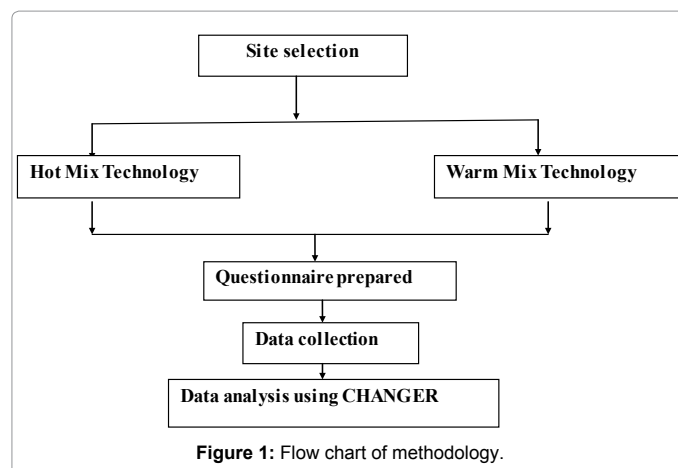 Site selection
Hot Mix Technology
Warm Mix Technology
Questionnaire prepared
Data collection
Data analysis using CHANGER
Figure 1: Flow chart of methodology.